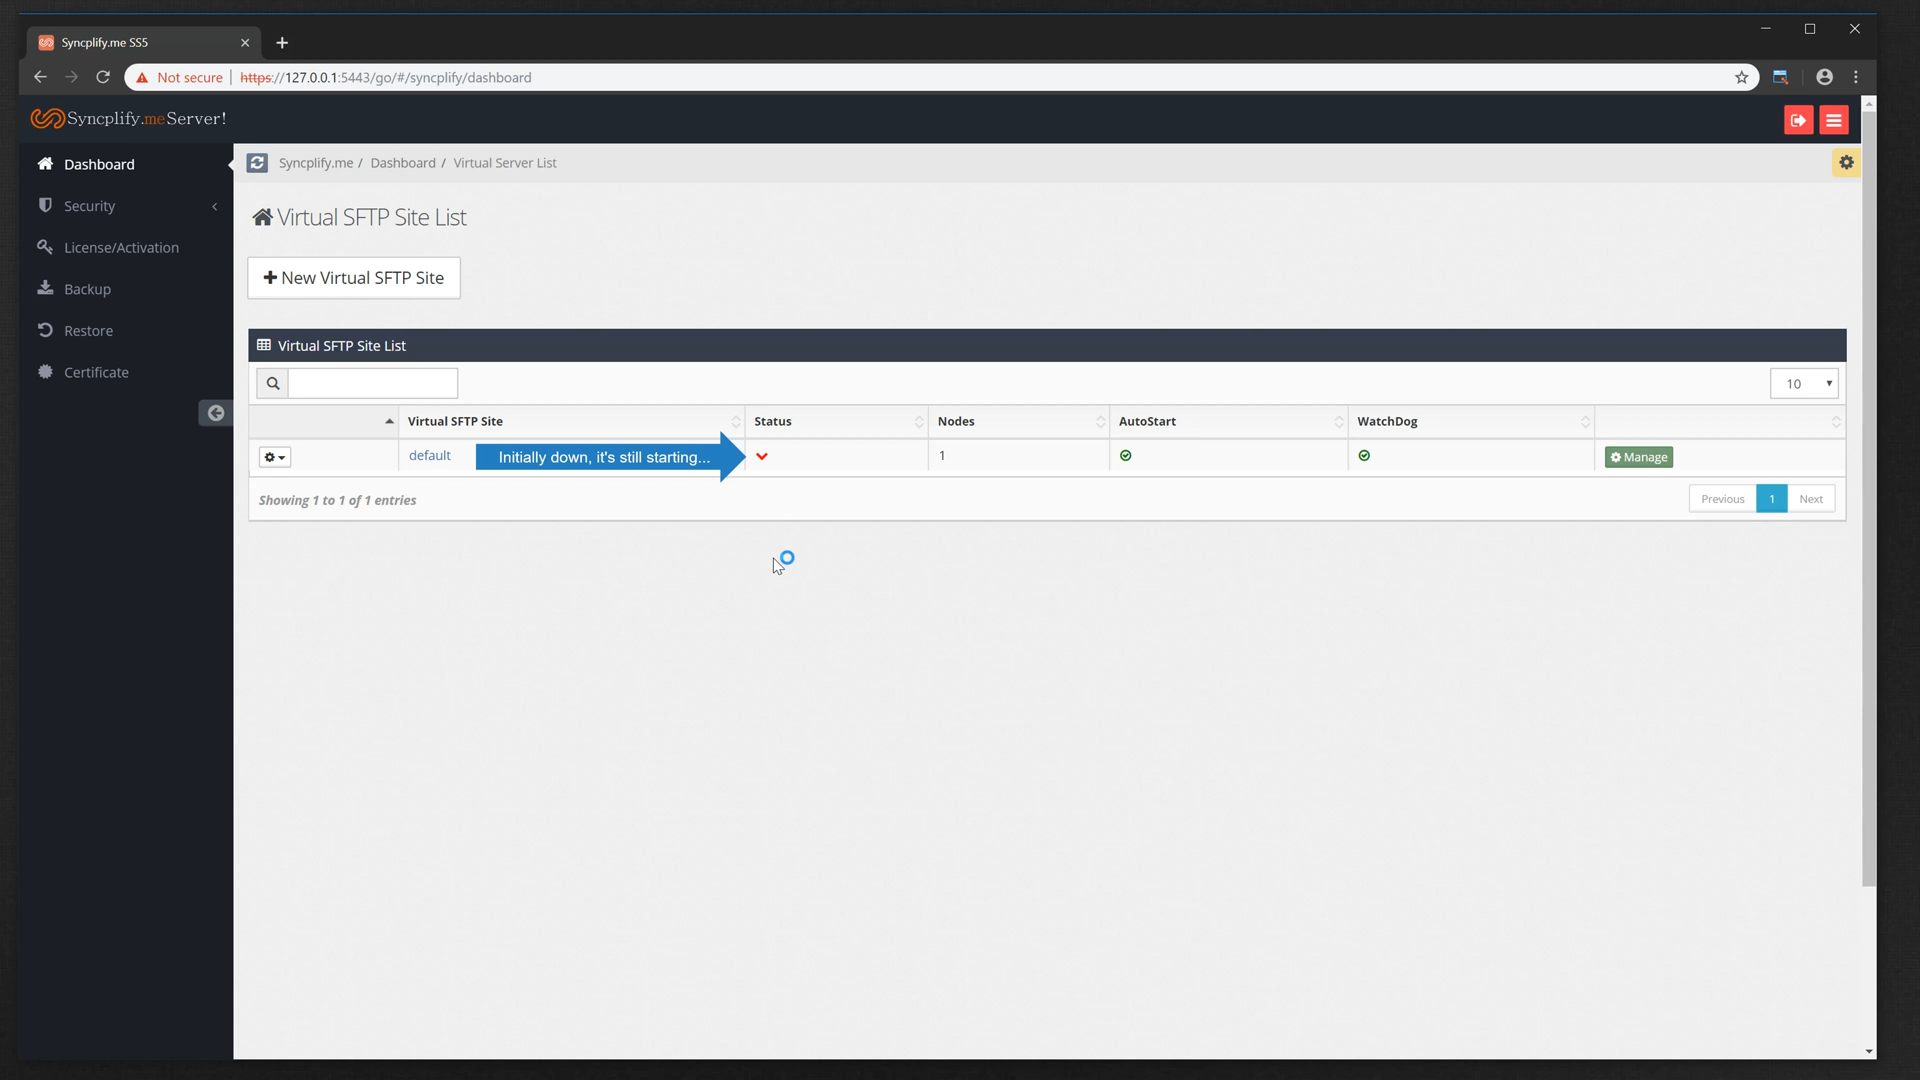 Syncplify.me SS5
Not secure
https://127.0.0.1:5443/go/#/syncplify/dashboard
Syncplify.meServer!
Dashboard
Security
License/Activation
Backup
Restore
Certificate
Syncplify.me / Dashboard / Virtual Server List
Virtual SFTP Site List
New Virtual SFTP Site
Virtual SFTP Site List
10
Virtual SFTP Site Status Nodes AutoStart WatchDog
default Initially down, it's still starting... 1 Manage
Showing 1 to 1 of 1 entries
Previous 1 Next